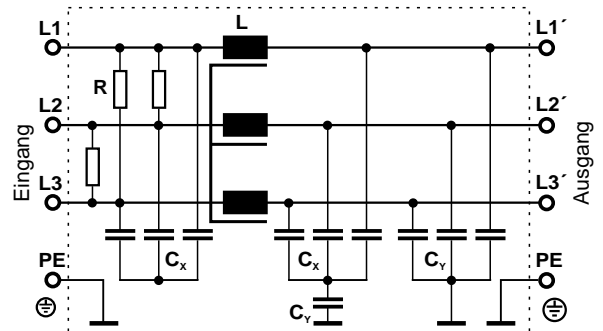 L1
L
L1´
R
L2
L2´
Eingang
Ausgang
L3
L3´
PE
Cx
Cx
CY
PE
CY